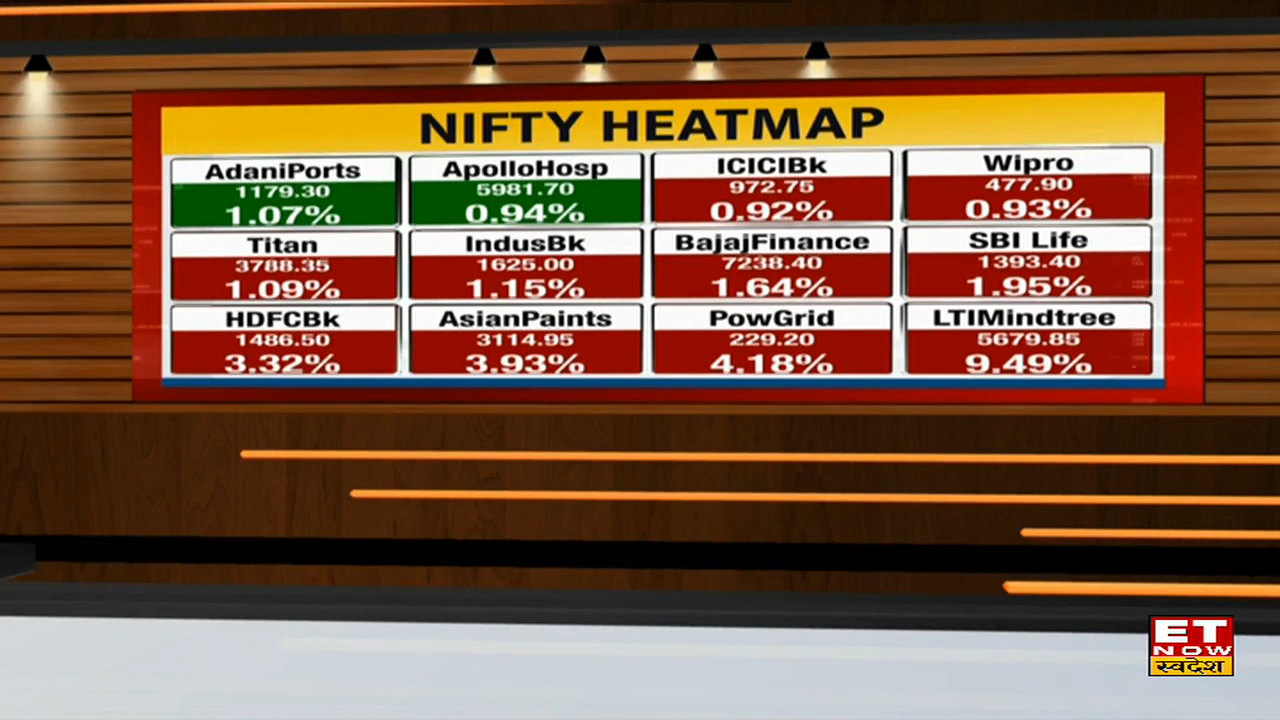 NIFTY HEATMAP
AdaniPorts ApolloHosp ICICIBk Wipro
1179.30 5981.70 972.75 477.90
1.07% 0.94% 0.92% 0.93%
Titan IndusBk BajajFinance SBI Life
3788.35 1625.00 7238.40 1393.40
1.09% 1.15% 1.64% 1.95%
HDFCBk AsianPaints PowGrid LTIMindtree
1486.50 3114.95 229.20 5679.85
3.32% 3.93% 4.18% 9.49%
ET
NOW
स्वदेश